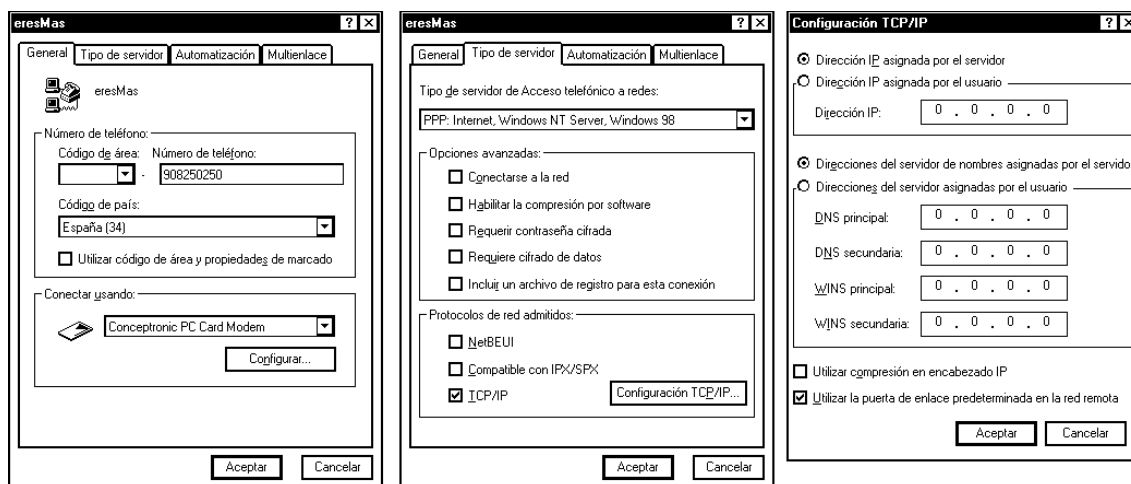 eresMas
General Tipo de servidor Automatización Multienlace
eresMas
Número de teléfono:
Código de área: Número de teléfono:
- 908250250
Código de país:
España (34)
Utilizar código de área y propiedades de marcado
Conectar usando:
Conceptronic PC Card Modem
Configurar...
Aceptar Cancelar
eresMas
General Tipo de servidor Automatización Multienlace
Tipo de servidor de Acceso telefónico a redes:
PPP: Internet, Windows NT Server, Windows 98
Opciones avanzadas:
Conectarse a la red
Habilitar la compresión por software
Requerir contraseña cifrada
Requiere cifrado de datos
Incluir un archivo de registro para esta conexión
Protocolos de red admitidos:
NetBEUI
Compatible con IPX/SPX
TCP/IP Configuración TCP/IP...
Aceptar Cancelar
Configuración TCP/IP
Dirección IP asignada por el servidor
Dirección IP asignada por el usuario
Dirección IP: 0 . 0 . 0 . 0
Direcciones del servidor de nombres asignadas por el servido
Direcciones del servidor asignadas por el usuario
DNS principal: 0 . 0 . 0 . 0
DNS secundaria: 0 . 0 . 0 . 0
WINS principal: 0 . 0 . 0 . 0
WINS secundaria: 0 . 0 . 0 . 0
Utilizar compresión en encabezado IP
Utilizar la puerta de enlace predeterminada en la red remota
Aceptar Cancelar